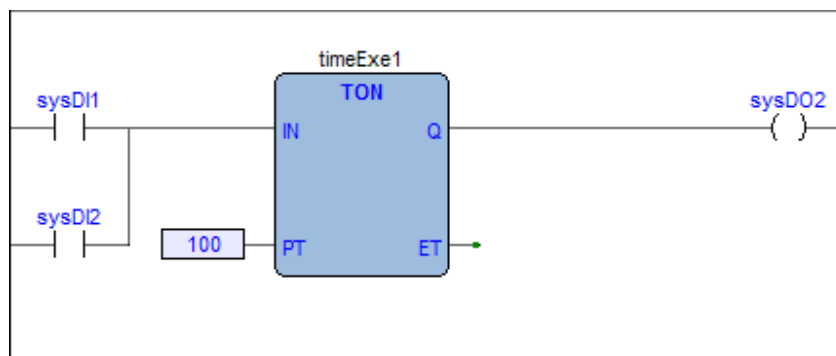 timeExe1
TON
sysDI1
sysDO2
IN
Q
sysDI2
100
PT
ET